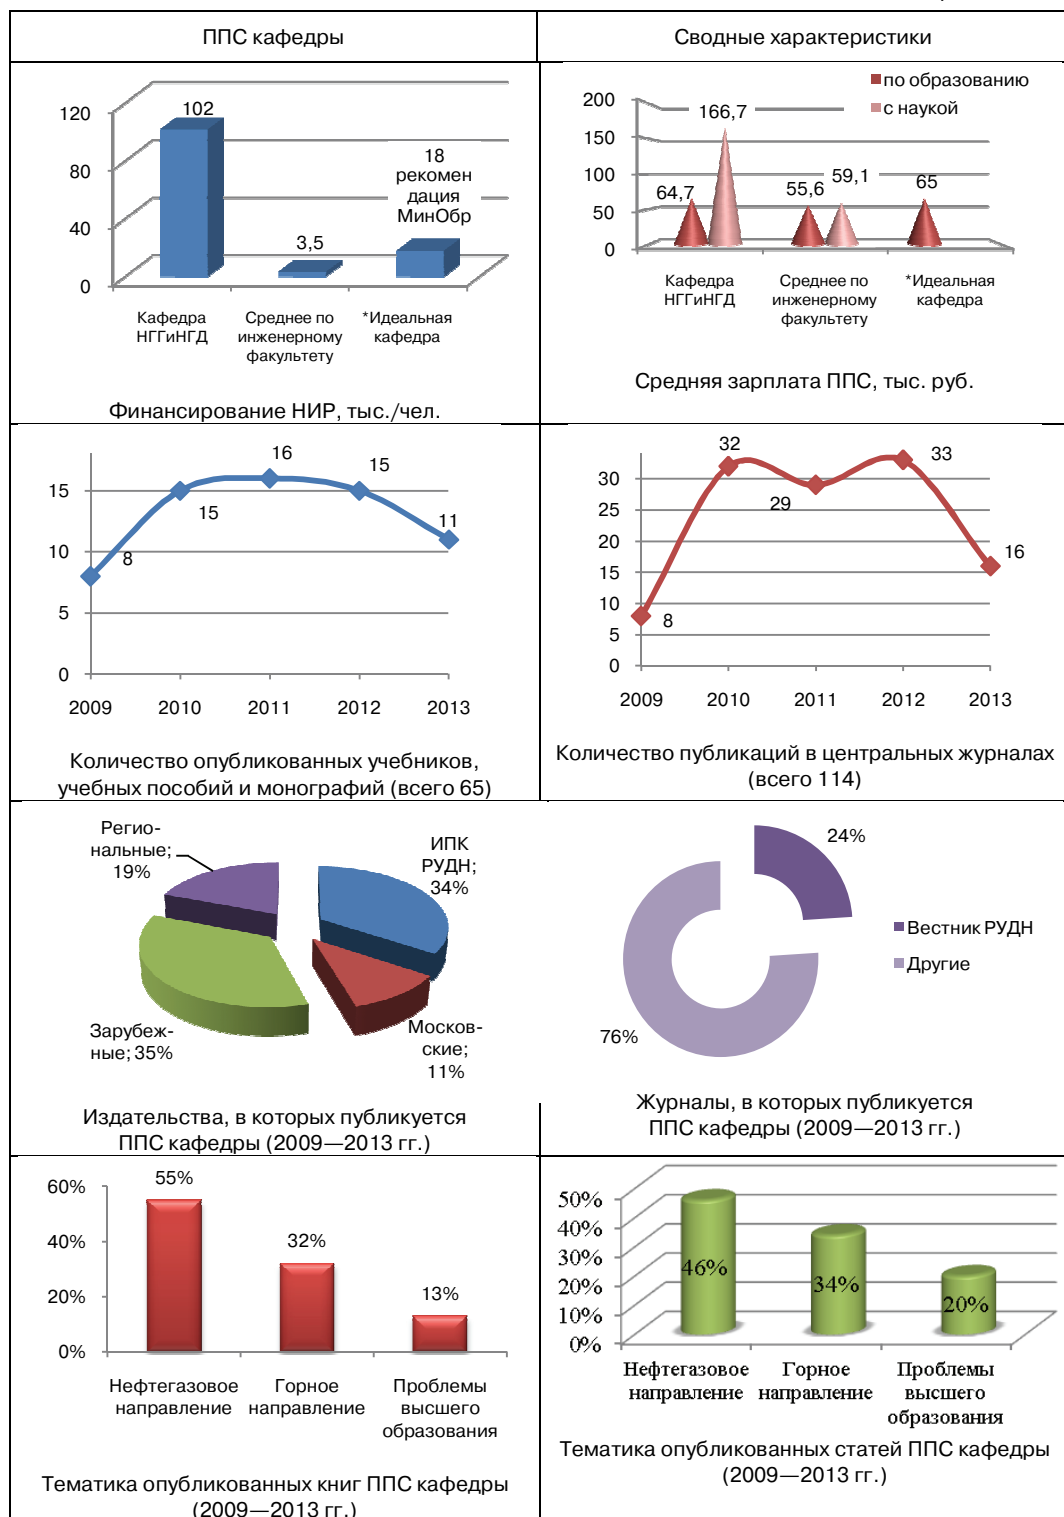 ППС кафедры
Сводные характеристики
120
80
40
0
102
3,5
18
рекомен
дация
МинОбр
Кафедра
НГГиНГД
Среднее по
инженерному
факультету
*Идеальная
кафедра
Финансирование НИР, тыс./чел.
по образованию
с наукой
200
150
100
50
0
64,7
166,7
55,6
59,1
65
Кафедра
НГГиНГД
Среднее по
инженерному
факультету
*Идеальная
кафедра
Средняя зарплата ППС, тыс. руб.
15
10
5
0
8
15
16
15
11
2009
2010
2011
2012
2013
Количество опубликованных учебников,
учебных пособий и монографий (всего 65)
30
25
20
15
10
5
0
8
32
29
33
16
2009
2010
2011
2012
2013
Количество публикаций в центральных журналах
(всего 114)
Регио-
нальные;
19%
ИПК
РУДН;
34%
Зарубеж-
ные; 35%
Москов-
ские;
11%
Издательства, в которых публикуется
ППС кафедры (2009—2013 гг.)
24%
76%
Вестник РУДН
Другие
Журналы, в которых публикуется
ППС кафедры (2009—2013 гг.)
60%
40%
20%
0%
55%
32%
13%
Нефтегазовое
направление
Горное
направление
Проблемы
высшего
образования
Тематика опубликованных книг ППС кафедры
(2009—2013 гг.)
50%
40%
30%
20%
10%
0%
46%
34%
20%
Нефтегазовое
направление
Горное
направление
Проблемы
высшего
образования
Тематика опубликованных статей ППС кафедры
(2009—2013 гг.)